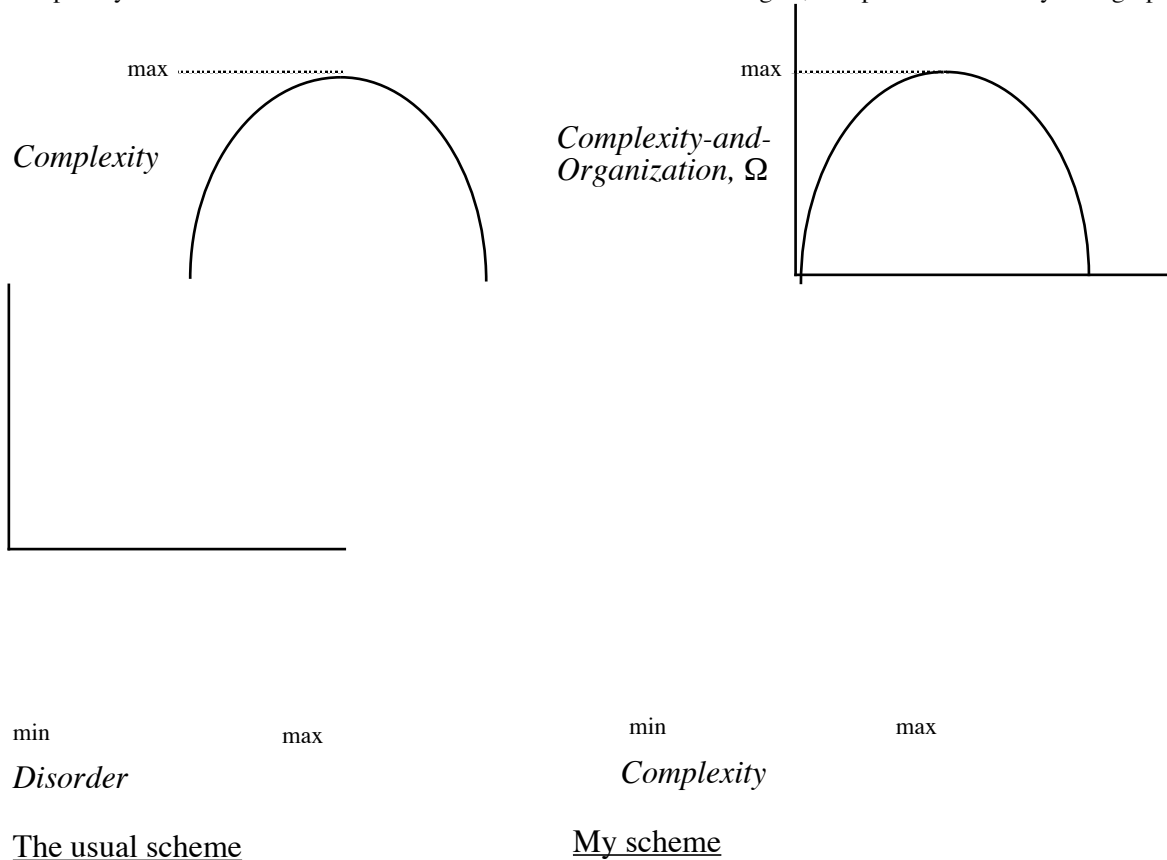 max
max
Complexity
Complexity-and-
Organization, Ω
min
max
min
max
Disorder
Complexity
The usual scheme
My scheme